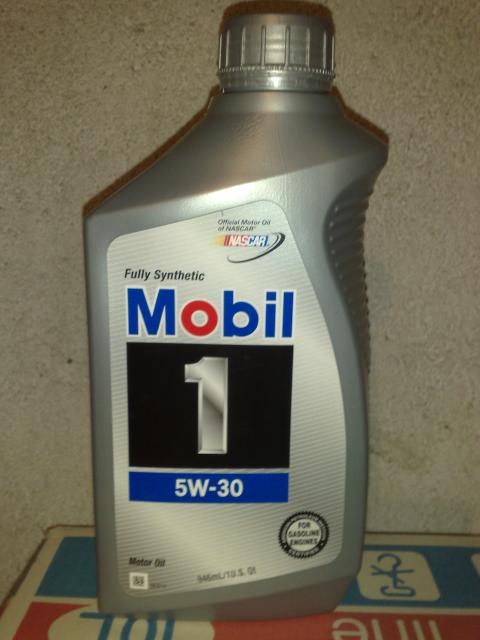 Official Motor Oil
of NASCAR®
NASCAR
Fully Synthetic
Mobil
1
5W-30
FOR
GASOLINE
ENGINES
CERTIFIED
Motor Oil
946mL/1U.S. Qt